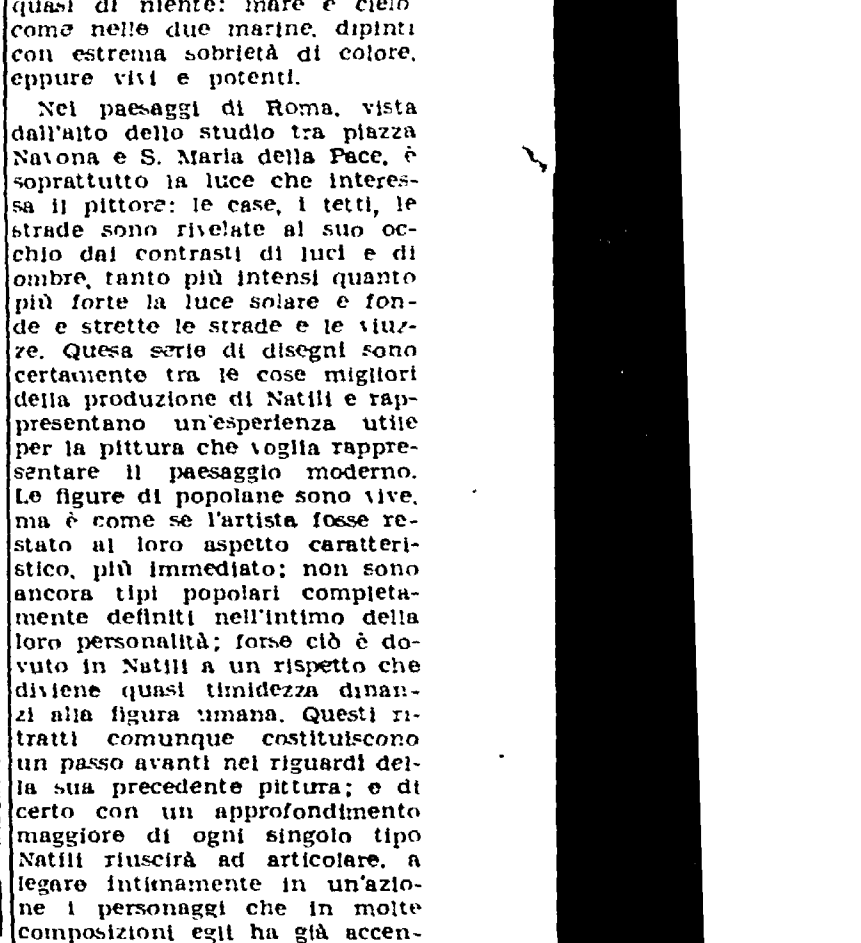 quasi di niente: mare e cielo
come nelle due marine, dipinti
con estrema sobrietà di colore,
eppure vivi e potenti.
Nei paesaggi di Roma, vista
dall'alto dello studio tra piazza
Navona e S. Maria della Pace, è
soprattutto la luce che interes-
sa il pittore: le case, i tetti, le
strade sono rivelate al suo oc-
chio dai contrasti di luci e di
ombre, tanto più intensi quanto
più forte la luce solare e fon-
de e strette le strade e le viuz-
ze. Quesa serie di disegni sono
certamente tra le cose migliori
della produzione di Natili e rap-
presentano un'esperienza utile
per la pittura che voglia rappre-
sentare il paesaggio moderno.
Le figure di popolane sono vive,
ma è come se l'artista fosse re-
stato al loro aspetto caratteri-
stico, più immediato; non sono
ancora tipi popolari completa-
mente definiti nell'intimo della
loro personalità; forse ciò è do-
vuto in Natili a un rispetto che
diviene quasi timidezza dinan-
zi alla figura umana. Questi ri-
tratti comunque costituiscono
un passo avanti nei riguardi del-
la sua precedente pittura; e di
certo con un approfondimento
maggiore di ogni singolo tipo
Natili riuscirà ad articolare, a
legare intimamente in un'azio-
ne i personaggi che in molte
composizioni egli ha già accen-